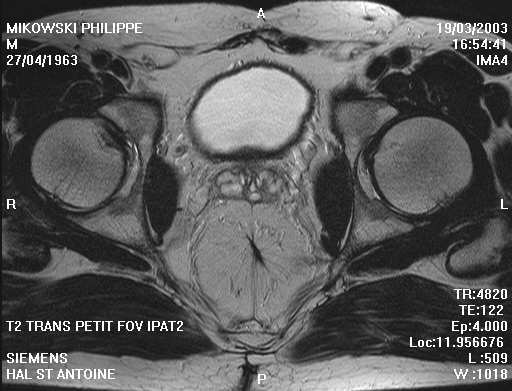 A
MIKOWSKI PHILIPPE
M
27/04/1963
19/03/2003
16:54:41
IMA4
R
L
T2 TRANS PETIT FOV IPAT2
SIEMENS
HAL ST ANTOINE
P
TR:4820
TE:122
Ep:4.000
Loc:11.956676
L :509
W :1018